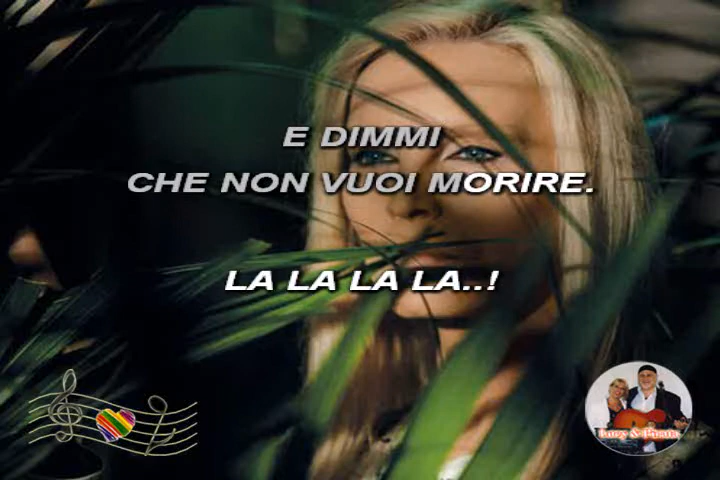 E DIMMI
CHE NON VUOI MORIRE.
LA LA LA LA..!